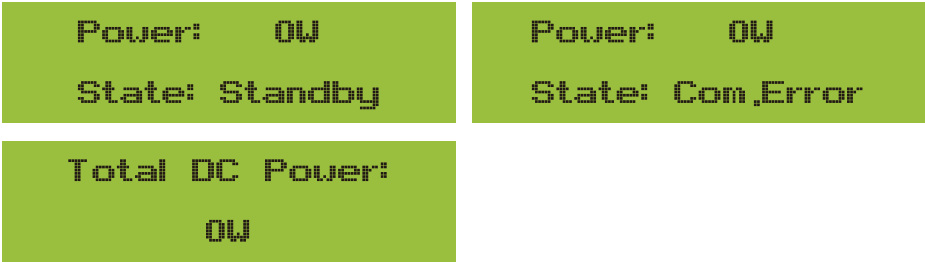 Power: 0W
State: Standby
Power: 0W
State: Com.Error
Total DC Power:
0W